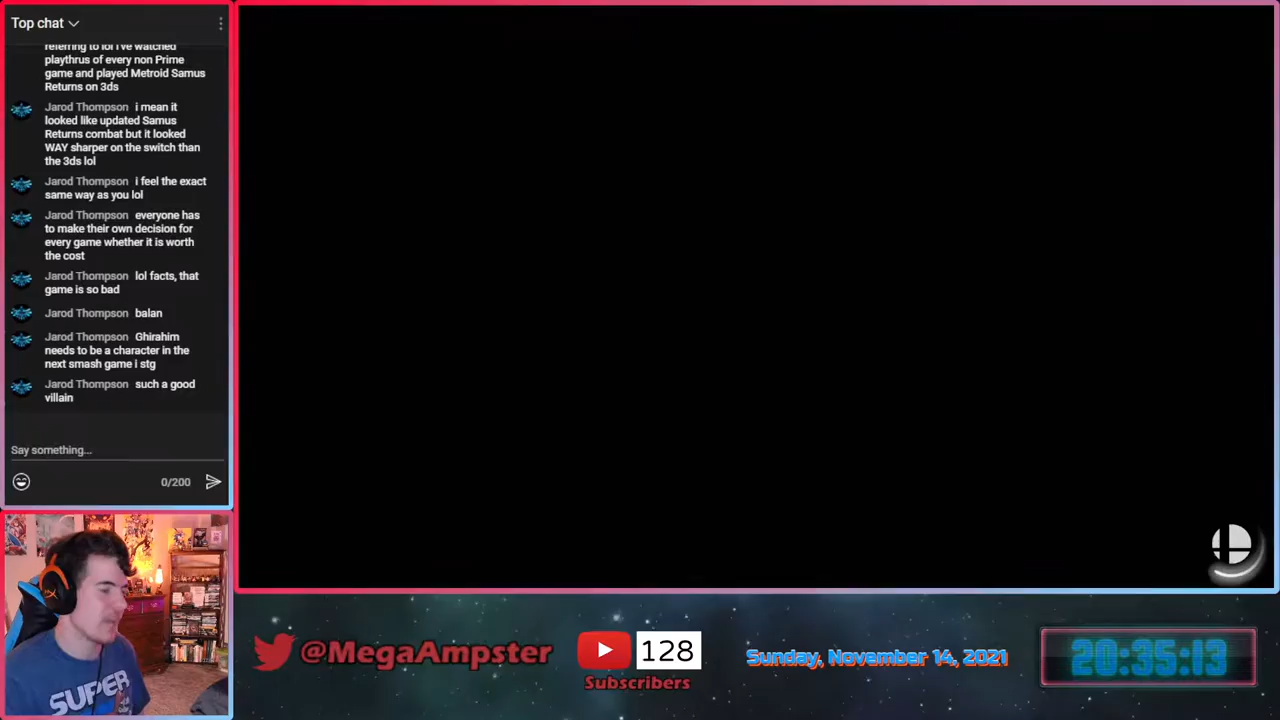 Top chat
referring to lol i've watched
playthrus of every non Prime
game and played Metroid Samus
Returns on 3ds
Jarod Thompson i mean it
looked like updated Samus
Returns combat but it looked
WAY sharper on the switch than
the 3ds lol
Jarod Thompson i feel the exact
same way as you lol
Jarod Thompson everyone has
to make their own decision for
every game whether it is worth
the cost
Jarod Thompson lol facts, that
game is so bad
Jarod Thompson balan
Jarod Thompson Ghirahim
needs to be a character in the
next smash game i stg
Jarod Thompson such a good
villain
Say something...
0/200
SUPER
@MegaAmpster
128
Subscribers
Sunday, November 14, 2021
20:35:13